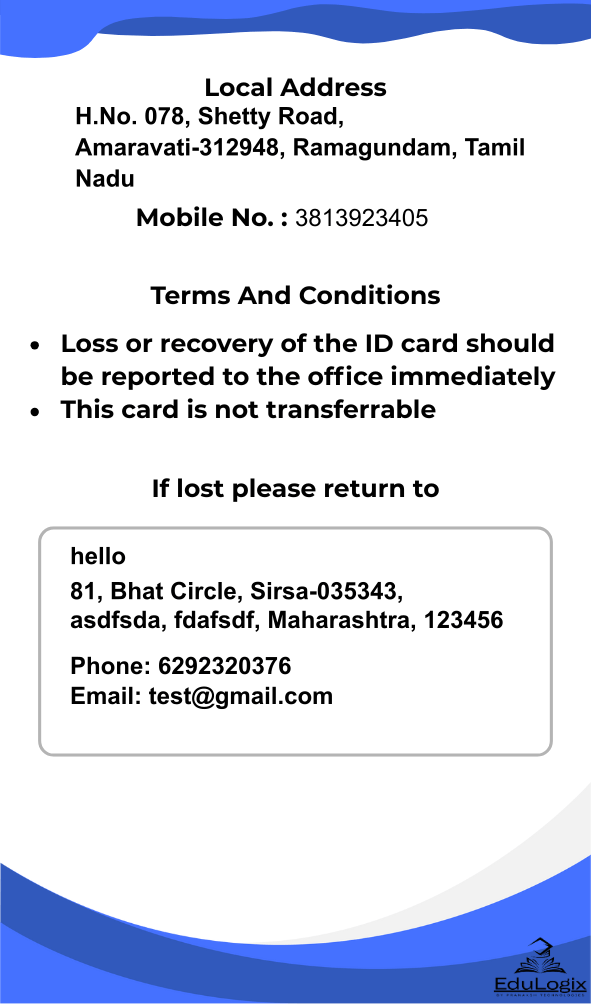 Local Address
H.No. 078, Shetty Road,
Amaravati-312948, Ramagundam, Tamil
Nadu
Mobile No. : 3813923405
Terms And Conditions
• Loss or recovery of the ID card should
be reported to the office immediately
• This card is not transferrable
If lost please return to
hello
81, Bhat Circle, Sirsa-035343,
asdfsda, fdafsdf, Maharashtra, 123456
Phone: 6292320376
Email: test@gmail.com
EduLogix